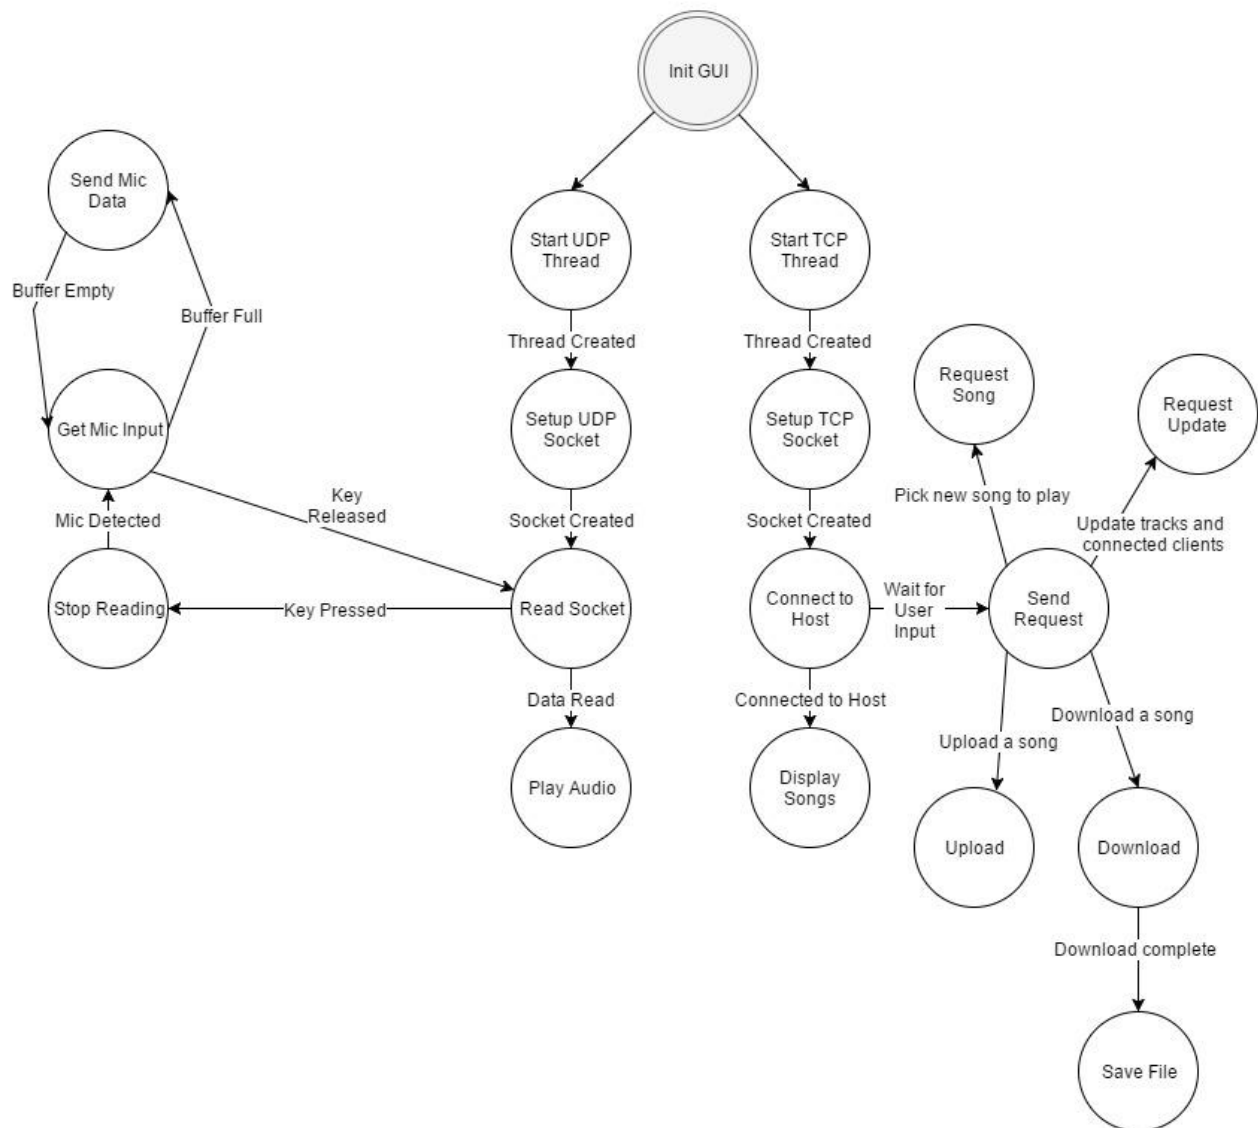 Init GUI
Send Mic
Data
Start UDP
Thread
Start TCP
Thread
Buffer Empty
Buffer Full
Thread Created
Thread Created
Request
Song
Request
Update
Get Mic Input
Setup UDP
Socket
Setup TCP
Socket
Key
Released
Pick new song to play
Mic Detected
Socket Created
Socket Created
Update tracks and
connected clients
Stop Reading
Key Pressed
Read Socket
Connect to
Host
Wait for
User
Input
Send
Request
Data Read
Connected to Host
Download a song
Upload a song
Play Audio
Display
Songs
Upload
Download
Download complete
Save File